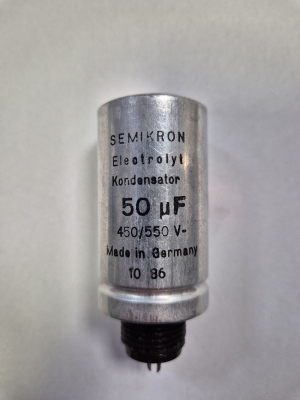 SEMIKRON
Electrolyt
Kondensator
50 µF
450/550 V-
Made in Germany
10 86